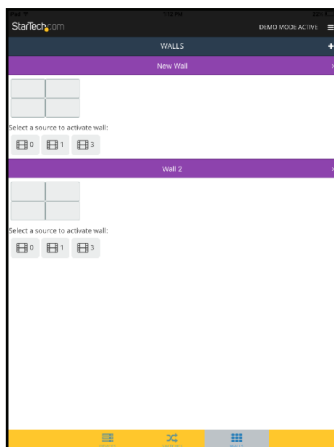 StarTech.com
DEMO MODE ACTIVE
WALLS
+
New Wall
Select a source to activate wall:
0 1 3
Wall 2
Select a source to activate wall:
0 1 3